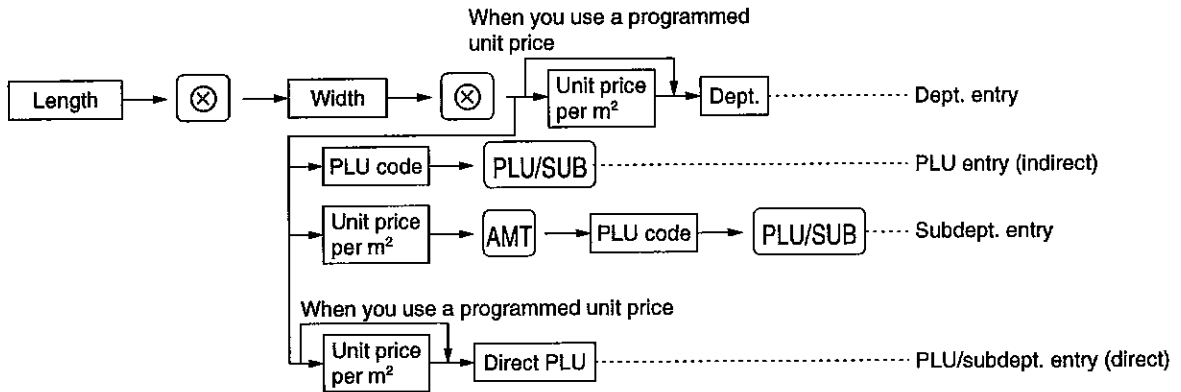 When you use a programmed
unit price
Length → ⊗ → Width → ⊗ → Unit price per m² → Dept. Dept. entry
PLU code → PLU/SUB PLU entry (indirect)
Unit price per m² → AMT → PLU code → PLU/SUB Subdept. entry
When you use a programmed unit price
Unit price per m² → Direct PLU PLU/subdept. entry (direct)